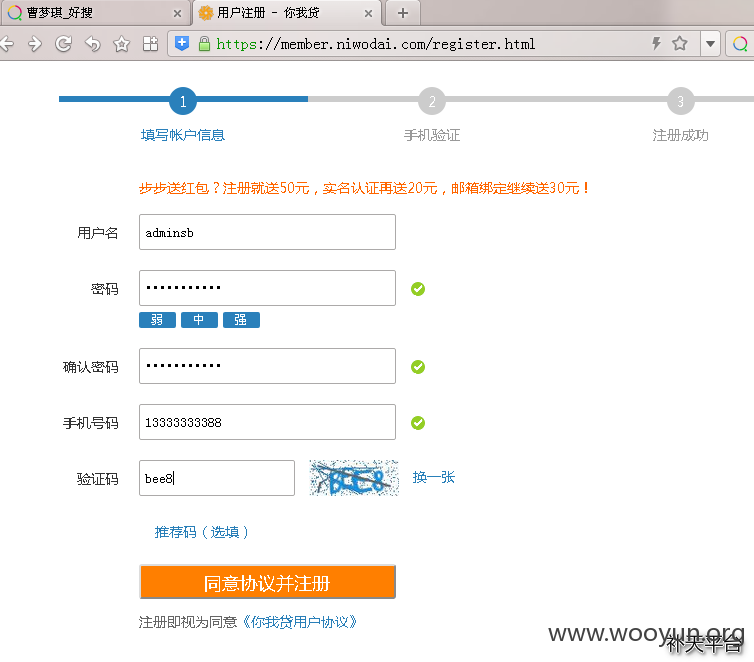 曹梦琪_好搜
用户注册 - 你我贷
https://member.niwodai.com/register.html
1 2 3
填写帐户信息 手机验证 注册成功
步步送红包？注册就送50元，实名认证再送20元，邮箱绑定继续送30元！
用户名 adminsb
密码 •••••••••••
弱 中 强
确认密码 •••••••••••
手机号码 13333333388
验证码 bee8 BEE8 换一张
推荐码（选填）
同意协议并注册
注册即视为同意《你我贷用户协议》
www.wooyun.org
补天平台